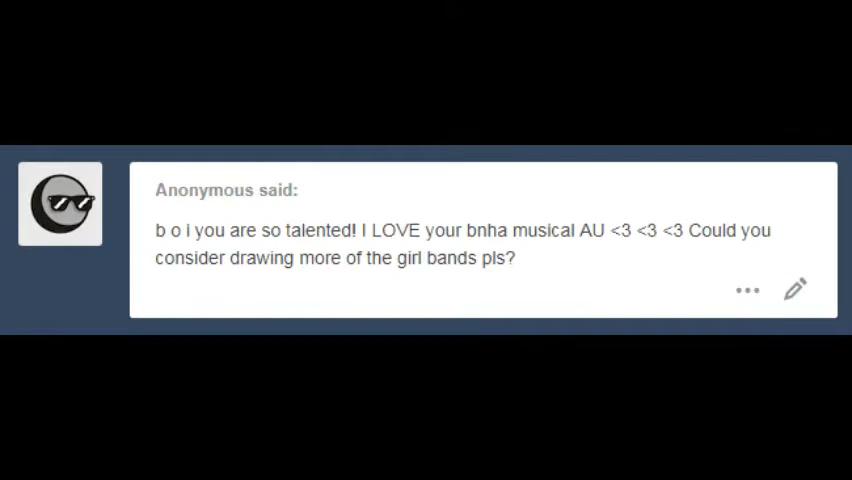 Anonymous said:
b o i you are so talented! I LOVE your bnha musical AU <3 <3 <3 Could you
consider drawing more of the girl bands pls?